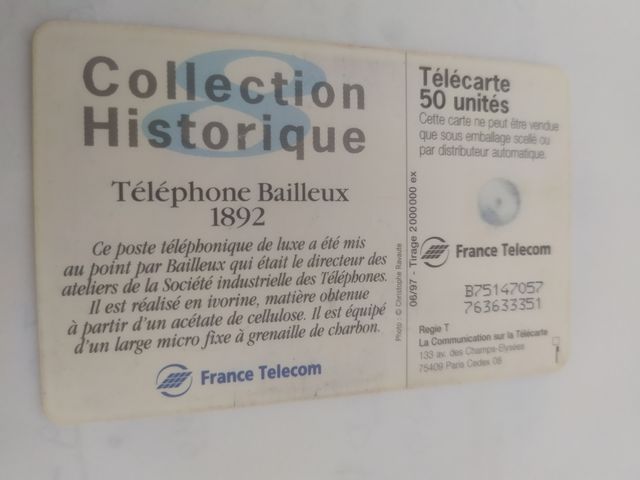 8
Collection
Historique
Téléphone Bailleux
1892
Ce poste téléphonique de luxe a été mis
au point par Bailleux qui était le directeur des
ateliers de la Société industrielle des Téléphones.
Il est réalisé en ivorine, matière obtenue
à partir d'un acétate de cellulose. Il est équipé
d'un large micro fixe à grenaille de charbon.
France Telecom
Photo : © Christophe Ravaute
06/97 - Tirage 2 000 000 ex
Télécarte
50 unités
Cette carte ne peut être vendue
que sous emballage scellé ou
par distributeur automatique.
France Telecom
B75147057
763633351
Regie T
La Communication sur la Télécarte
133 av. des Champs-Elysées
75409 Paris Cedex 08